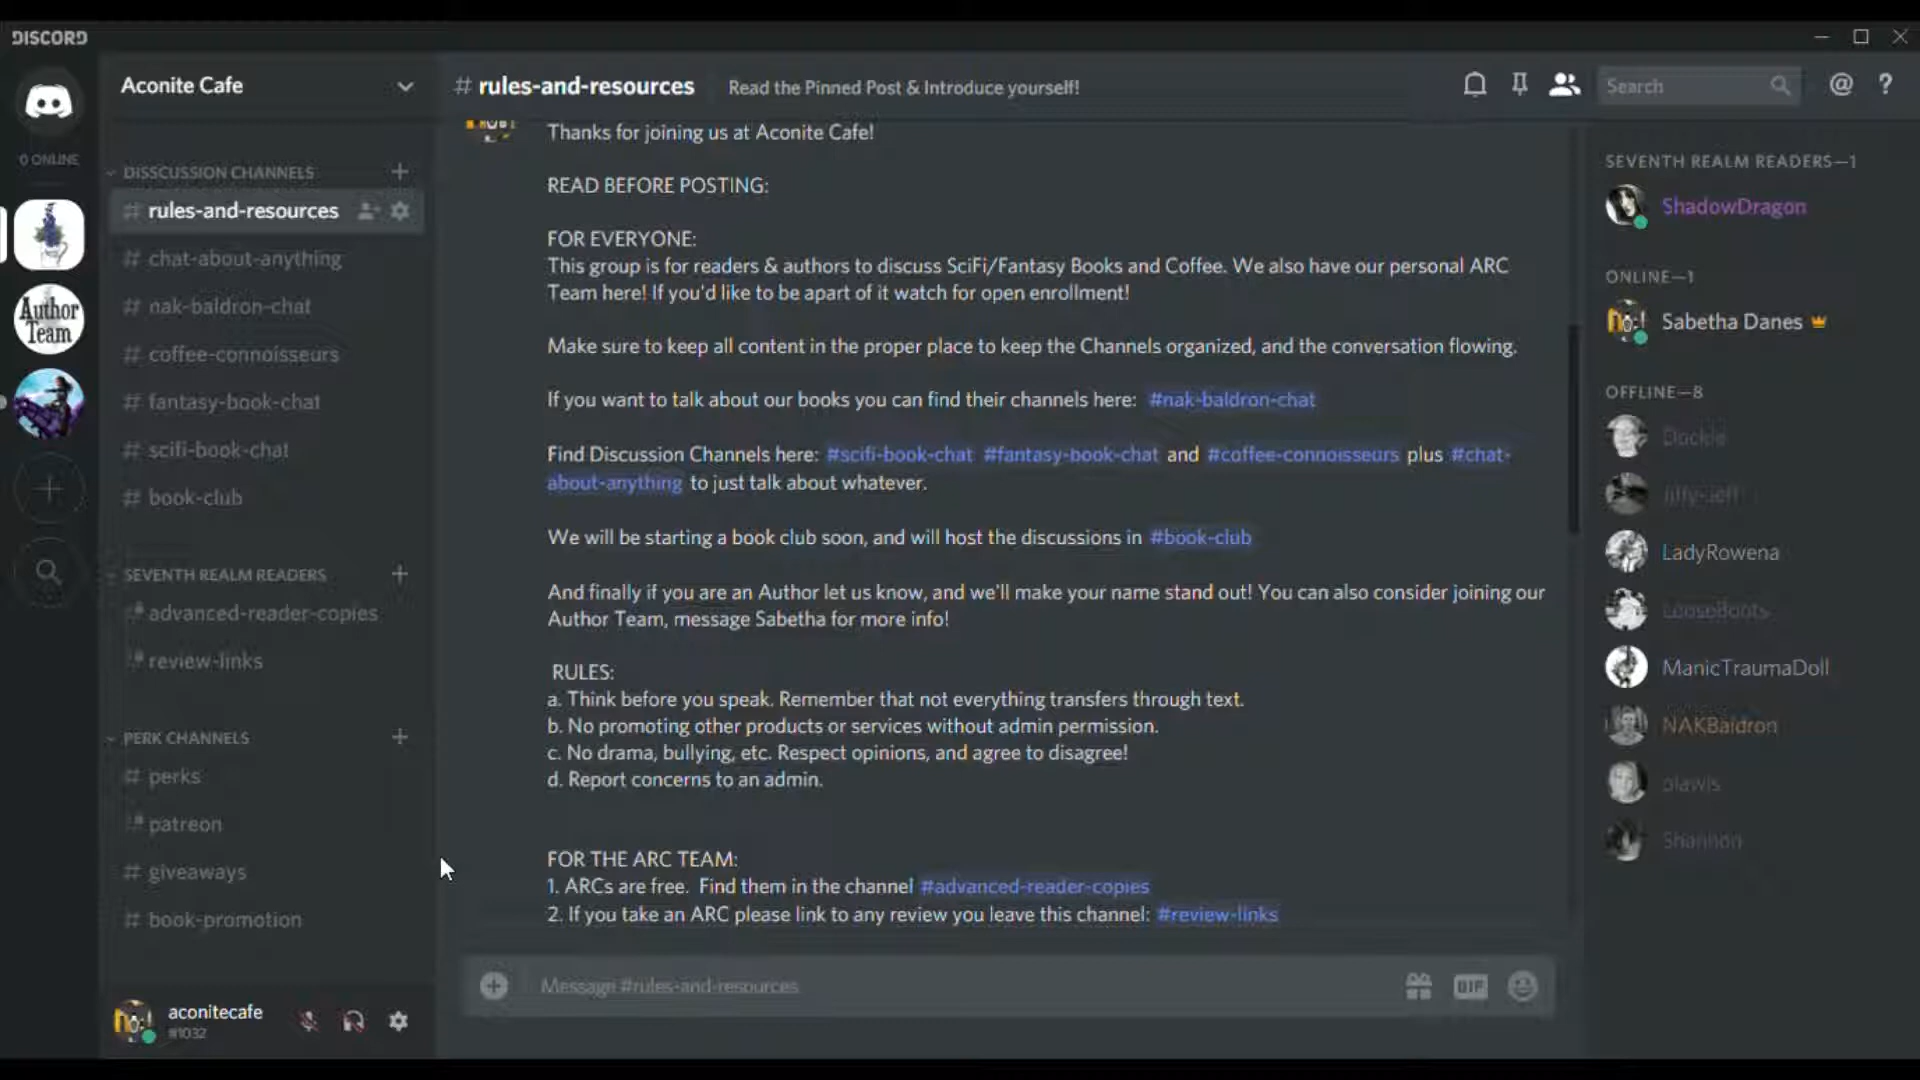 DISCORD
Aconite Cafe
# rules-and-resources
Read the Pinned Post & Introduce yourself!
Search
@
?
0 ONLINE
Author
Team
DISSCUSSION CHANNELS
# rules-and-resources
# chat-about-anything
# nak-baldron-chat
# coffee-connoisseurs
# fantasy-book-chat
# scifi-book-chat
# book-club
SEVENTH REALM READERS
advanced-reader-copies
review-links
PERK CHANNELS
# perks
patreon
# giveaways
# book-promotion
aconitecafe
#1032
Thanks for joining us at Aconite Cafe!
READ BEFORE POSTING:
FOR EVERYONE:
This group is for readers & authors to discuss SciFi/Fantasy Books and Coffee. We also have our personal ARC
Team here! If you'd like to be apart of it watch for open enrollment!
Make sure to keep all content in the proper place to keep the Channels organized, and the conversation flowing.
If you want to talk about our books you can find their channels here: #nak-baldron-chat
Find Discussion Channels here: #scifi-book-chat #fantasy-book-chat and #coffee-connoisseurs plus #chat-
about-anything to just talk about whatever.
We will be starting a book club soon, and will host the discussions in #book-club
And finally if you are an Author let us know, and we'll make your name stand out! You can also consider joining our
Author Team, message Sabetha for more info!
RULES:
a. Think before you speak. Remember that not everything transfers through text.
b. No promoting other products or services without admin permission.
c. No drama, bullying, etc. Respect opinions, and agree to disagree!
d. Report concerns to an admin.
FOR THE ARC TEAM:
1. ARCs are free. Find them in the channel #advanced-reader-copies
2. If you take an ARC please link to any review you leave this channel: #review-links
Message #rules-and-resources
GIF
SEVENTH REALM READERS—1
ShadowDragon
ONLINE—1
Sabetha Danes
OFFLINE—8
LadyRowena
LooseBoots
ManicTraumaDoll
NAKBaldron
Shannon